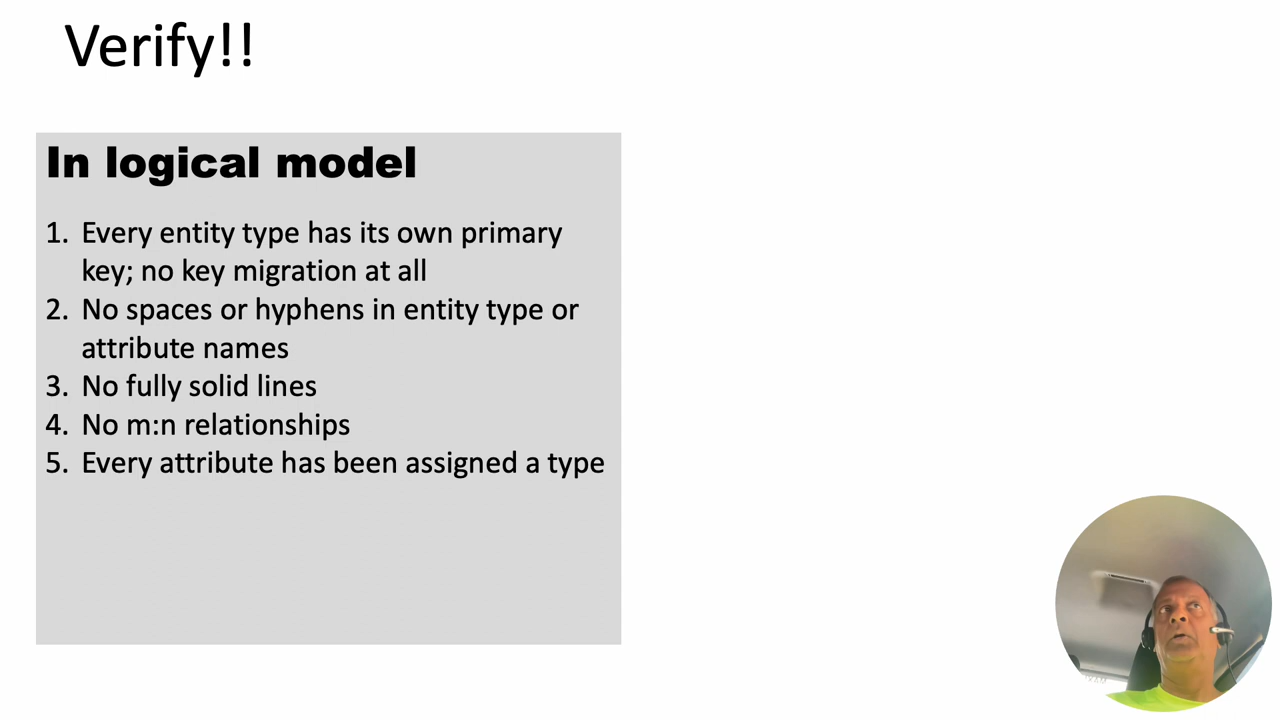 Verify!!
In logical model
1. Every entity type has its own primary
key; no key migration at all
2. No spaces or hyphens in entity type or
attribute names
3. No fully solid lines
4. No m:n relationships
5. Every attribute has been assigned a type